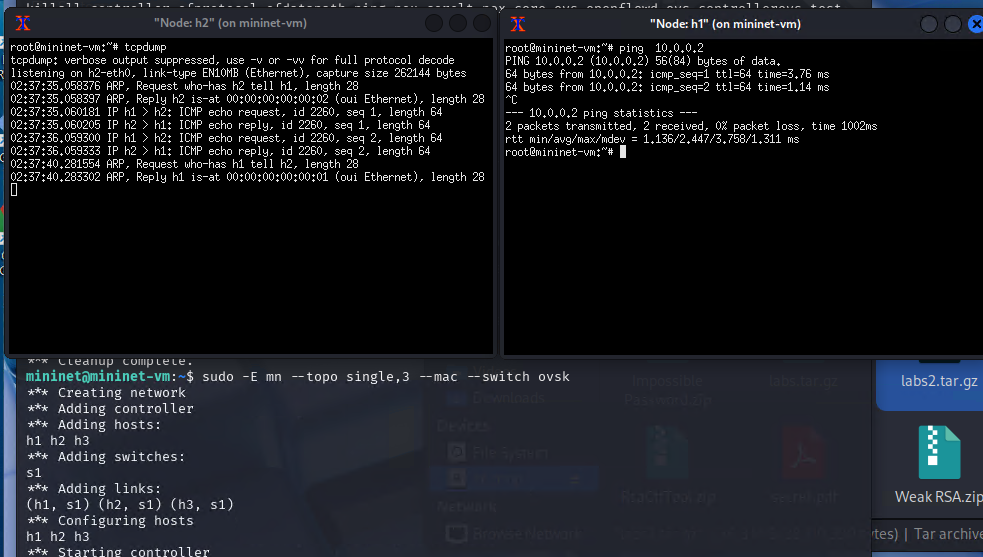 killall controller ofprotocol ofdatapath ping nox_core lt-nox_core ovs-openflowd ovs-controllerovs-test
"Node: h2" (on mininet-vm)
root@mininet-vm:~# tcpdump
tcpdump: verbose output suppressed, use -v or -vv for full protocol decode
listening on h2-eth0, link-type EN10MB (Ethernet), capture size 262144 bytes
02:37:35.058376 ARP, Request who-has h2 tell h1, length 28
02:37:35.058397 ARP, Reply h2 is-at 00:00:00:00:00:02 (oui Ethernet), length 28
02:37:35.060181 IP h1 > h2: ICMP echo request, id 2260, seq 1, length 64
02:37:35.060205 IP h2 > h1: ICMP echo reply, id 2260, seq 1, length 64
02:37:36.059300 IP h1 > h2: ICMP echo request, id 2260, seq 2, length 64
02:37:36.059333 IP h2 > h1: ICMP echo reply, id 2260, seq 2, length 64
02:37:40.281554 ARP, Request who-has h1 tell h2, length 28
02:37:40.283302 ARP, Reply h1 is-at 00:00:00:00:00:01 (oui Ethernet), length 28
"Node: h1" (on mininet-vm)
root@mininet-vm:~# ping  10.0.0.2
PING 10.0.0.2 (10.0.0.2) 56(84) bytes of data.
64 bytes from 10.0.0.2: icmp_seq=1 ttl=64 time=3.76 ms
64 bytes from 10.0.0.2: icmp_seq=2 ttl=64 time=1.14 ms
^C
--- 10.0.0.2 ping statistics ---
2 packets transmitted, 2 received, 0% packet loss, time 1002ms
rtt min/avg/max/mdev = 1.136/2.447/3.758/1.311 ms
root@mininet-vm:~#
*** Cleanup complete.
mininet@mininet-vm:~$ sudo -E mn --topo single,3 --mac --switch ovsk
*** Creating network
*** Adding controller
*** Adding hosts:
h1 h2 h3
*** Adding switches:
s1
*** Adding links:
(h1, s1) (h2, s1) (h3, s1)
*** Configuring hosts
h1 h2 h3
*** Starting controller
Impossible
Password.Gp
labs.tar.gz
Downloads
Devices
File System
Network
Browse Network
RsaCtfTool.zip
secret.pdf
labs2.tar.gz
Weak RSA.zip
bytes) | Tar archive